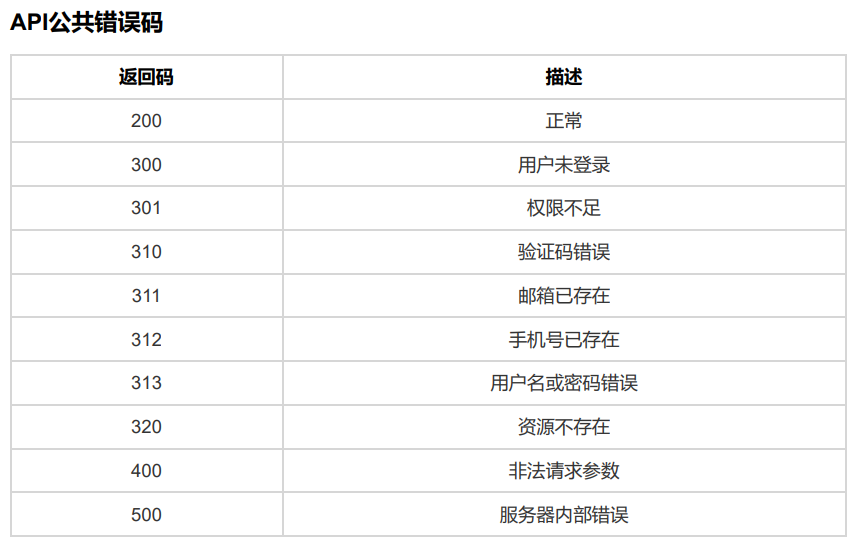 API公共错误码
返回码 描述
200 正常
300 用户未登录
301 权限不足
310 验证码错误
311 邮箱已存在
312 手机号已存在
313 用户名或密码错误
320 资源不存在
400 非法请求参数
500 服务器内部错误